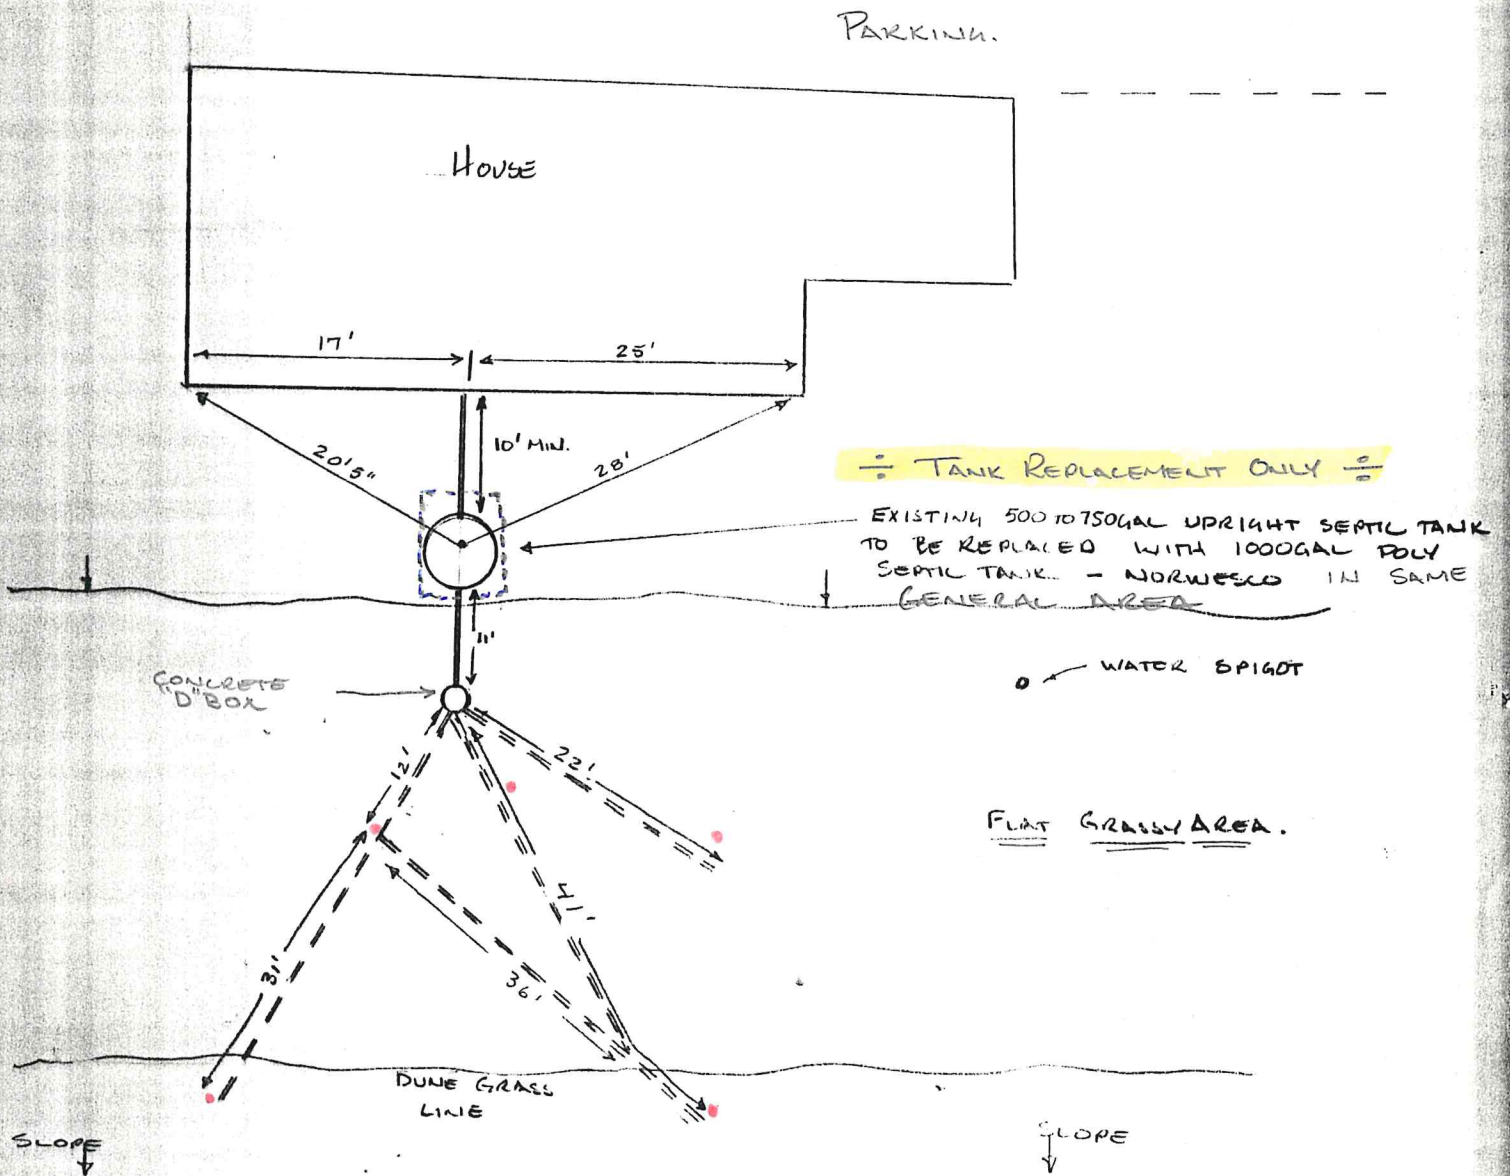 PARKING.
HOUSE
17'
25'
10' MIN.
20'5"
28'
÷ TANK REPLACEMENT ONLY ÷
EXISTING 500 TO 750GAL UPRIGHT SEPTIC TANK
TO BE REPLACED WITH 1000GAL POLY
SEPTIC TANK - NORWESCO IN SAME
GENERAL AREA
11'
WATER SPIGOT
CONCRETE
"D" BOX
12'
22'
FLAT GRASSY AREA.
31'
36'
DUNE GRASS
LINE
SLOPE
SLOPE